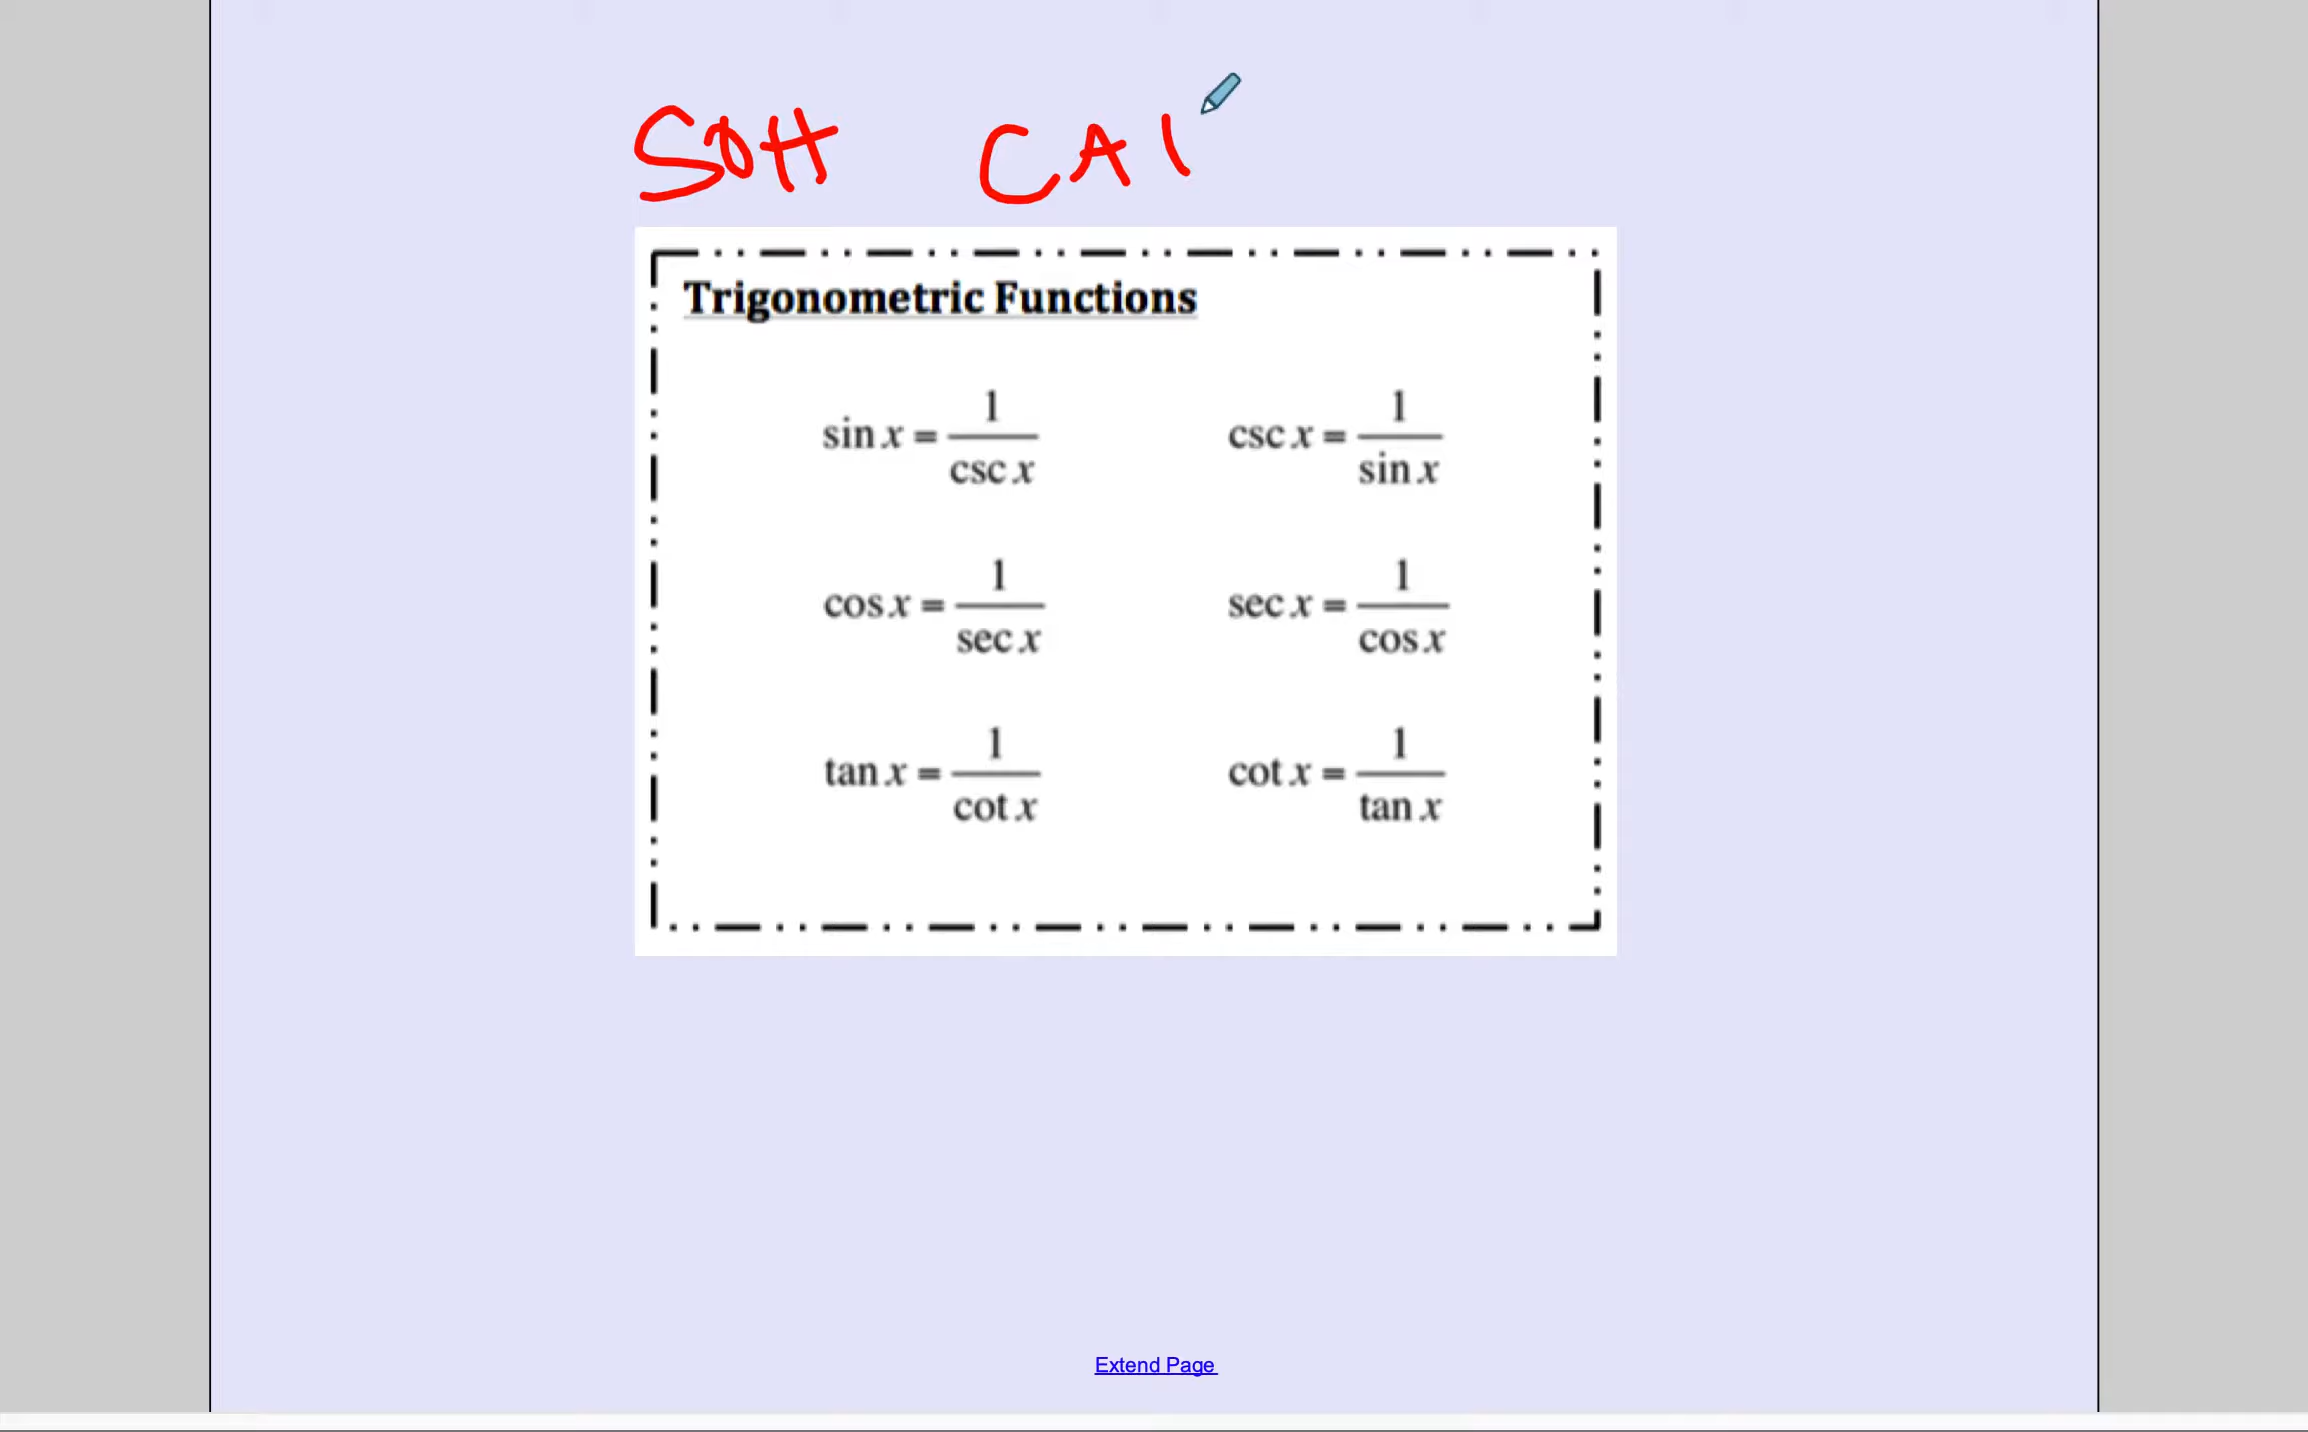 SOH CA
Trigonometric Functions
sin x = 1/csc x    csc x = 1/sin x
cos x = 1/sec x    sec x = 1/cos x
tan x = 1/cot x    cot x = 1/tan x
Extend Page